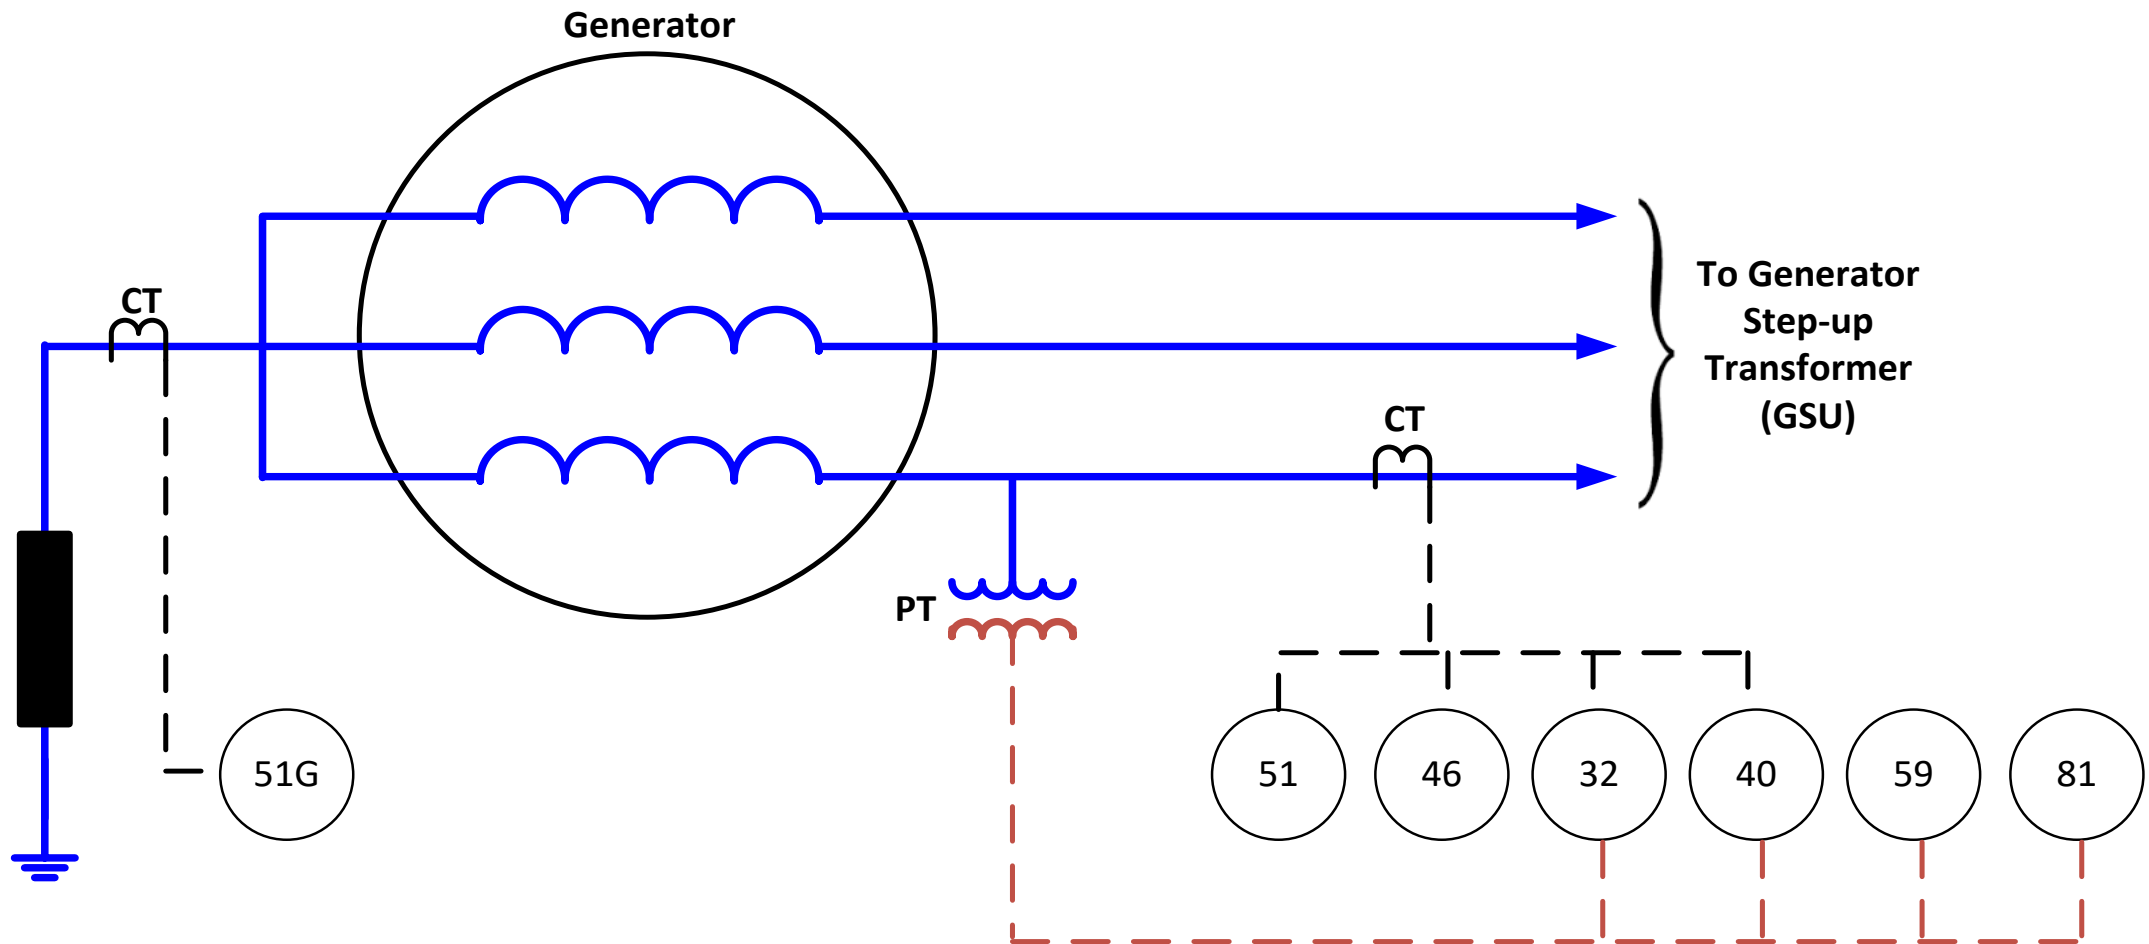 Generator
CT
To Generator
Step-up
Transformer
(GSU)
CT
PT
51G
51
46
32
40
59
81